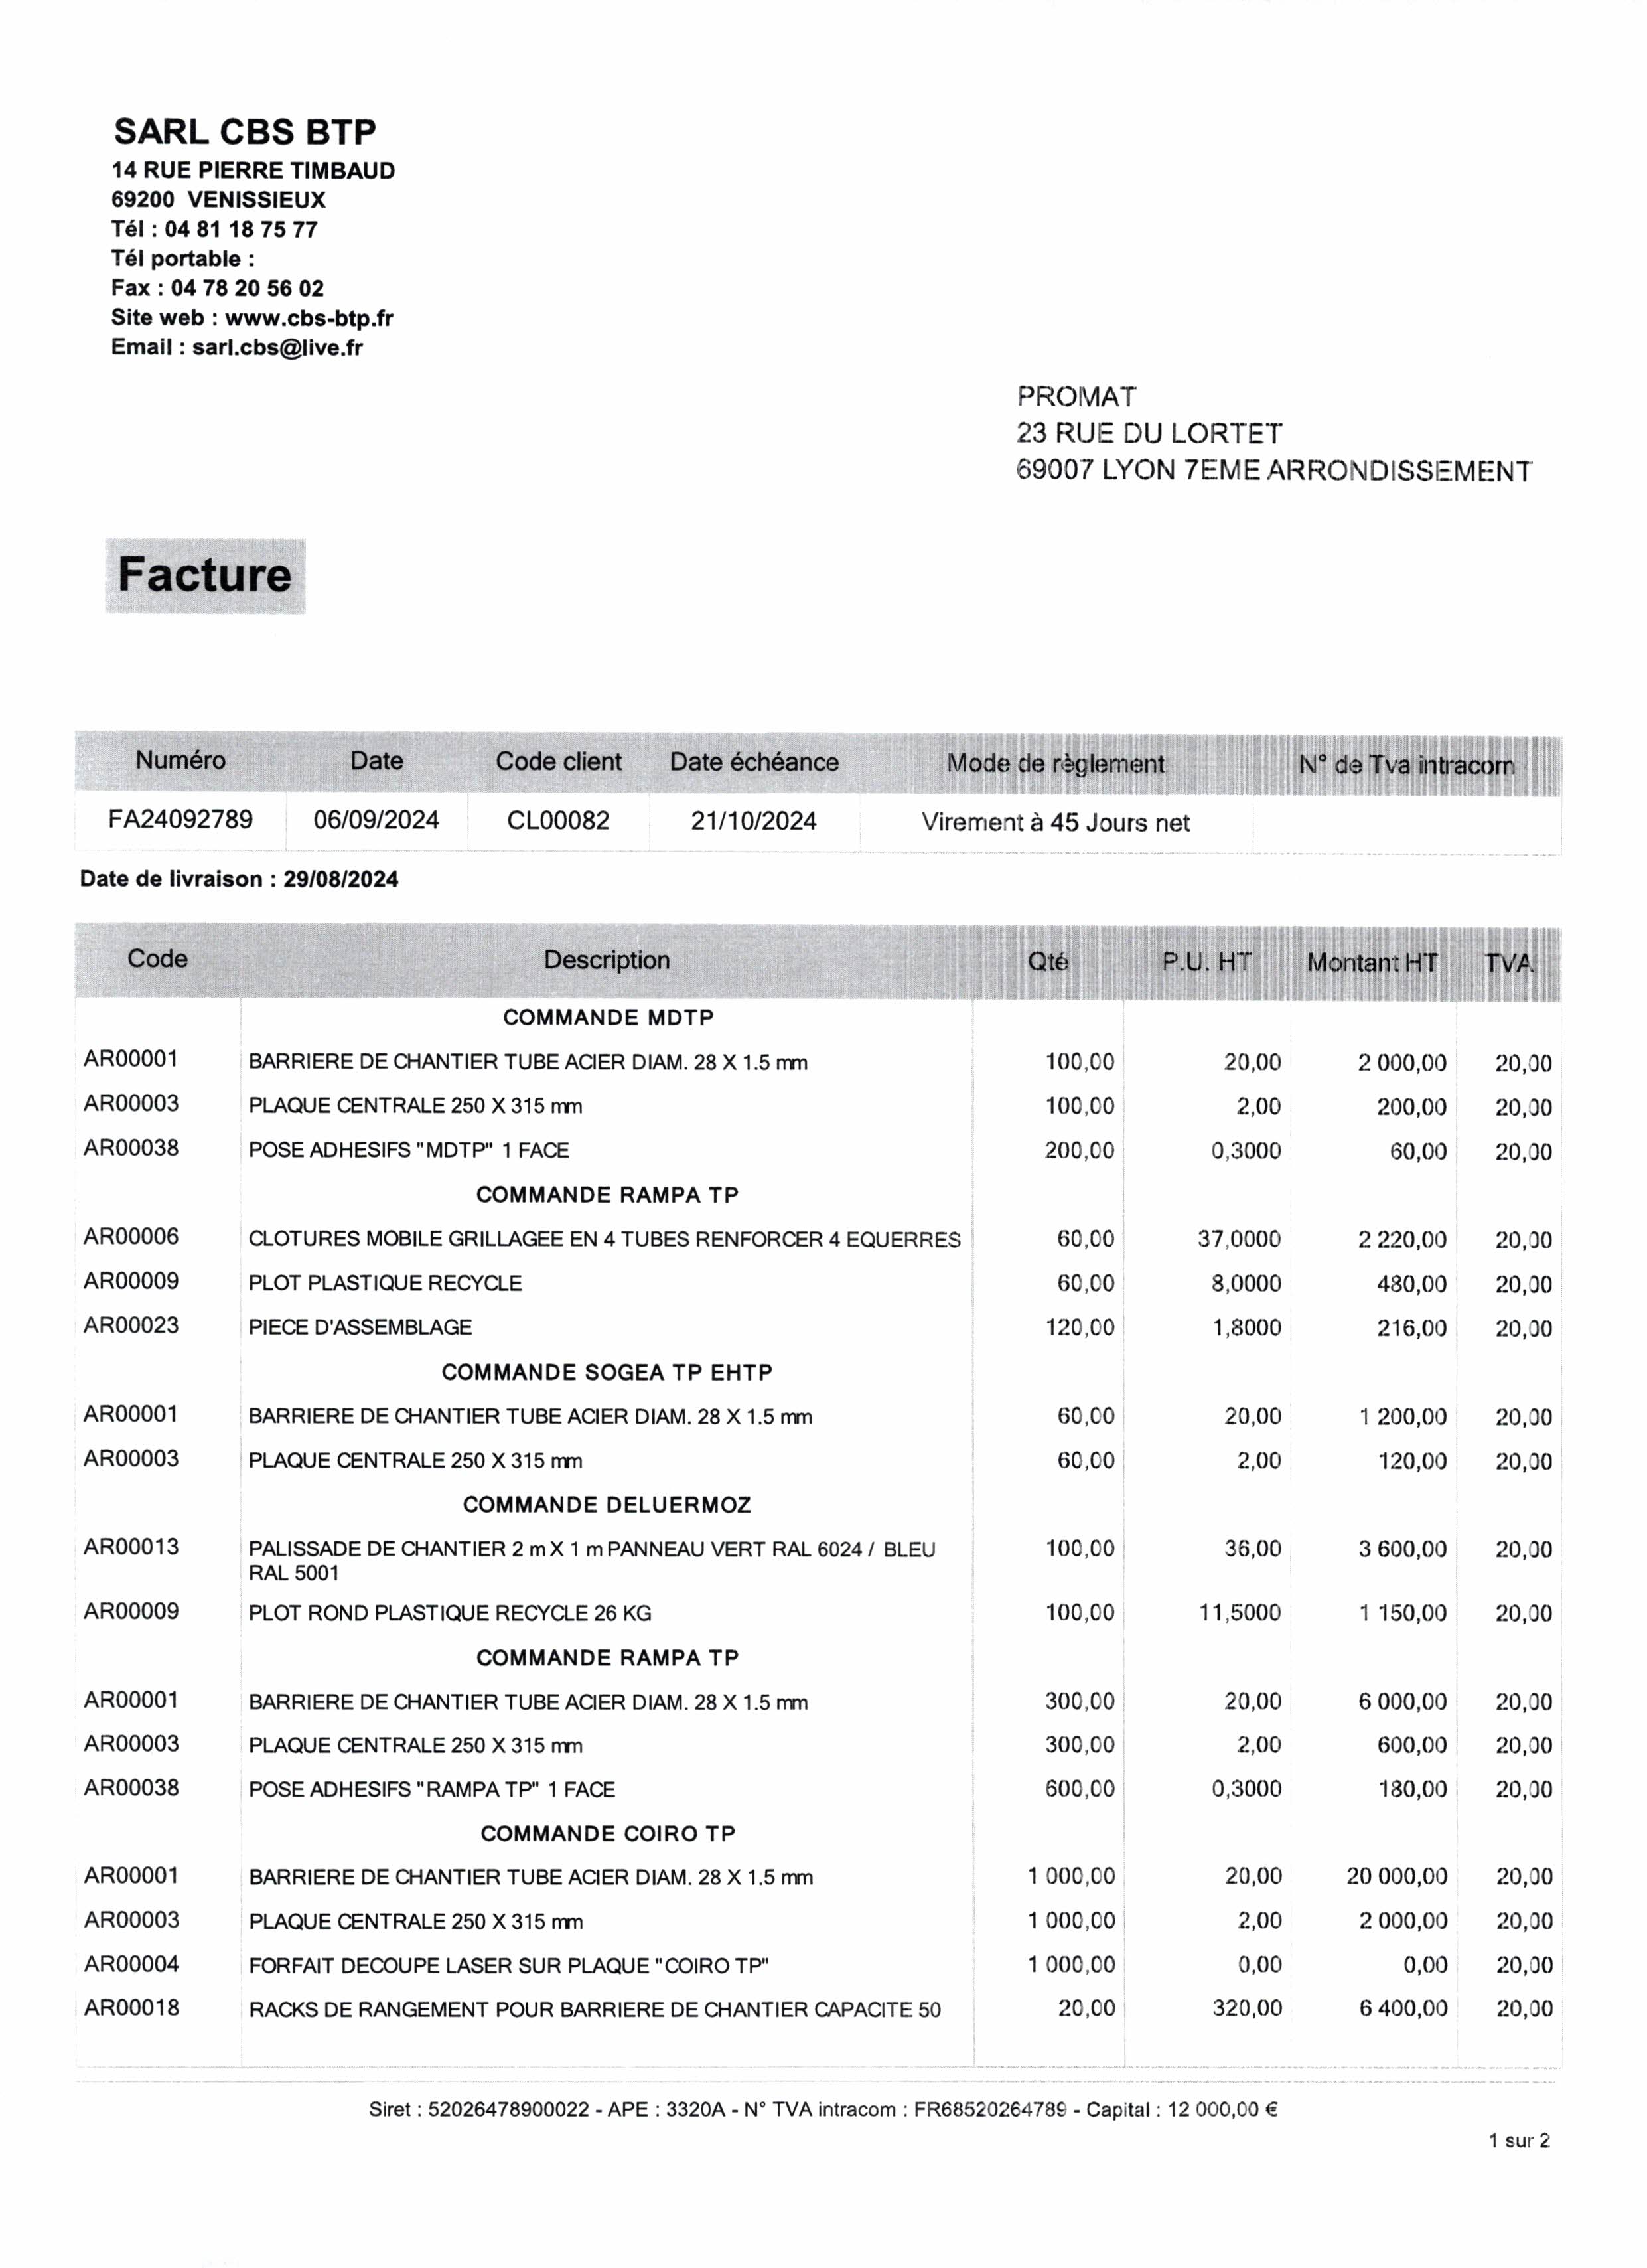 SARL CBS BTP
14 RUE PIERRE TIMBAUD
69200 VENISSIEUX
Tél : 04 81 18 75 77
Tél portable :
Fax : 04 78 20 56 02
Site web : www.cbs-btp.fr
Email : sarl.cbs@live.fr
PROMAT
23 RUE DU LORTET
69007 LYON 7EME ARRONDISSEMENT
Facture
Numéro Date Code client Date échéance Mode de règlement N° de Tva intracom
FA24092789 06/09/2024 CL00082 21/10/2024 Virement à 45 Jours net
Date de livraison : 29/08/2024
Code Description Qté P.U. HT Montant HT TVA
COMMANDE MDTP
AR00001 BARRIERE DE CHANTIER TUBE ACIER DIAM. 28 X 1.5 mm 100,00 20,00 2 000,00 20,00
AR00003 PLAQUE CENTRALE 250 X 315 mm 100,00 2,00 200,00 20,00
AR00038 POSE ADHESIFS "MDTP" 1 FACE 200,00 0,3000 60,00 20,00
COMMANDE RAMPA TP
AR00006 CLOTURES MOBILE GRILLAGEE EN 4 TUBES RENFORCER 4 EQUERRES 60,00 37,0000 2 220,00 20,00
AR00009 PLOT PLASTIQUE RECYCLE 60,00 8,0000 480,00 20,00
AR00023 PIECE D'ASSEMBLAGE 120,00 1,8000 216,00 20,00
COMMANDE SOGEA TP EHTP
AR00001 BARRIERE DE CHANTIER TUBE ACIER DIAM. 28 X 1.5 mm 60,00 20,00 1 200,00 20,00
AR00003 PLAQUE CENTRALE 250 X 315 mm 60,00 2,00 120,00 20,00
COMMANDE DELUERMOZ
AR00013 PALISSADE DE CHANTIER 2 m X 1 m PANNEAU VERT RAL 6024 / BLEU 100,00 36,00 3 600,00 20,00
RAL 5001
AR00009 PLOT ROND PLASTIQUE RECYCLE 26 KG 100,00 11,5000 1 150,00 20,00
COMMANDE RAMPA TP
AR00001 BARRIERE DE CHANTIER TUBE ACIER DIAM. 28 X 1.5 mm 300,00 20,00 6 000,00 20,00
AR00003 PLAQUE CENTRALE 250 X 315 mm 300,00 2,00 600,00 20,00
AR00038 POSE ADHESIFS "RAMPA TP" 1 FACE 600,00 0,3000 180,00 20,00
COMMANDE COIRO TP
AR00001 BARRIERE DE CHANTIER TUBE ACIER DIAM. 28 X 1.5 mm 1 000,00 20,00 20 000,00 20,00
AR00003 PLAQUE CENTRALE 250 X 315 mm 1 000,00 2,00 2 000,00 20,00
AR00004 FORFAIT DECOUPE LASER SUR PLAQUE "COIRO TP" 1 000,00 0,00 0,00 20,00
AR00018 RACKS DE RANGEMENT POUR BARRIERE DE CHANTIER CAPACITE 50 20,00 320,00 6 400,00 20,00
Siret : 52026478900022 - APE : 3320A - N° TVA intracom : FR68520264789 - Capital : 12 000,00 €
1 sur 2